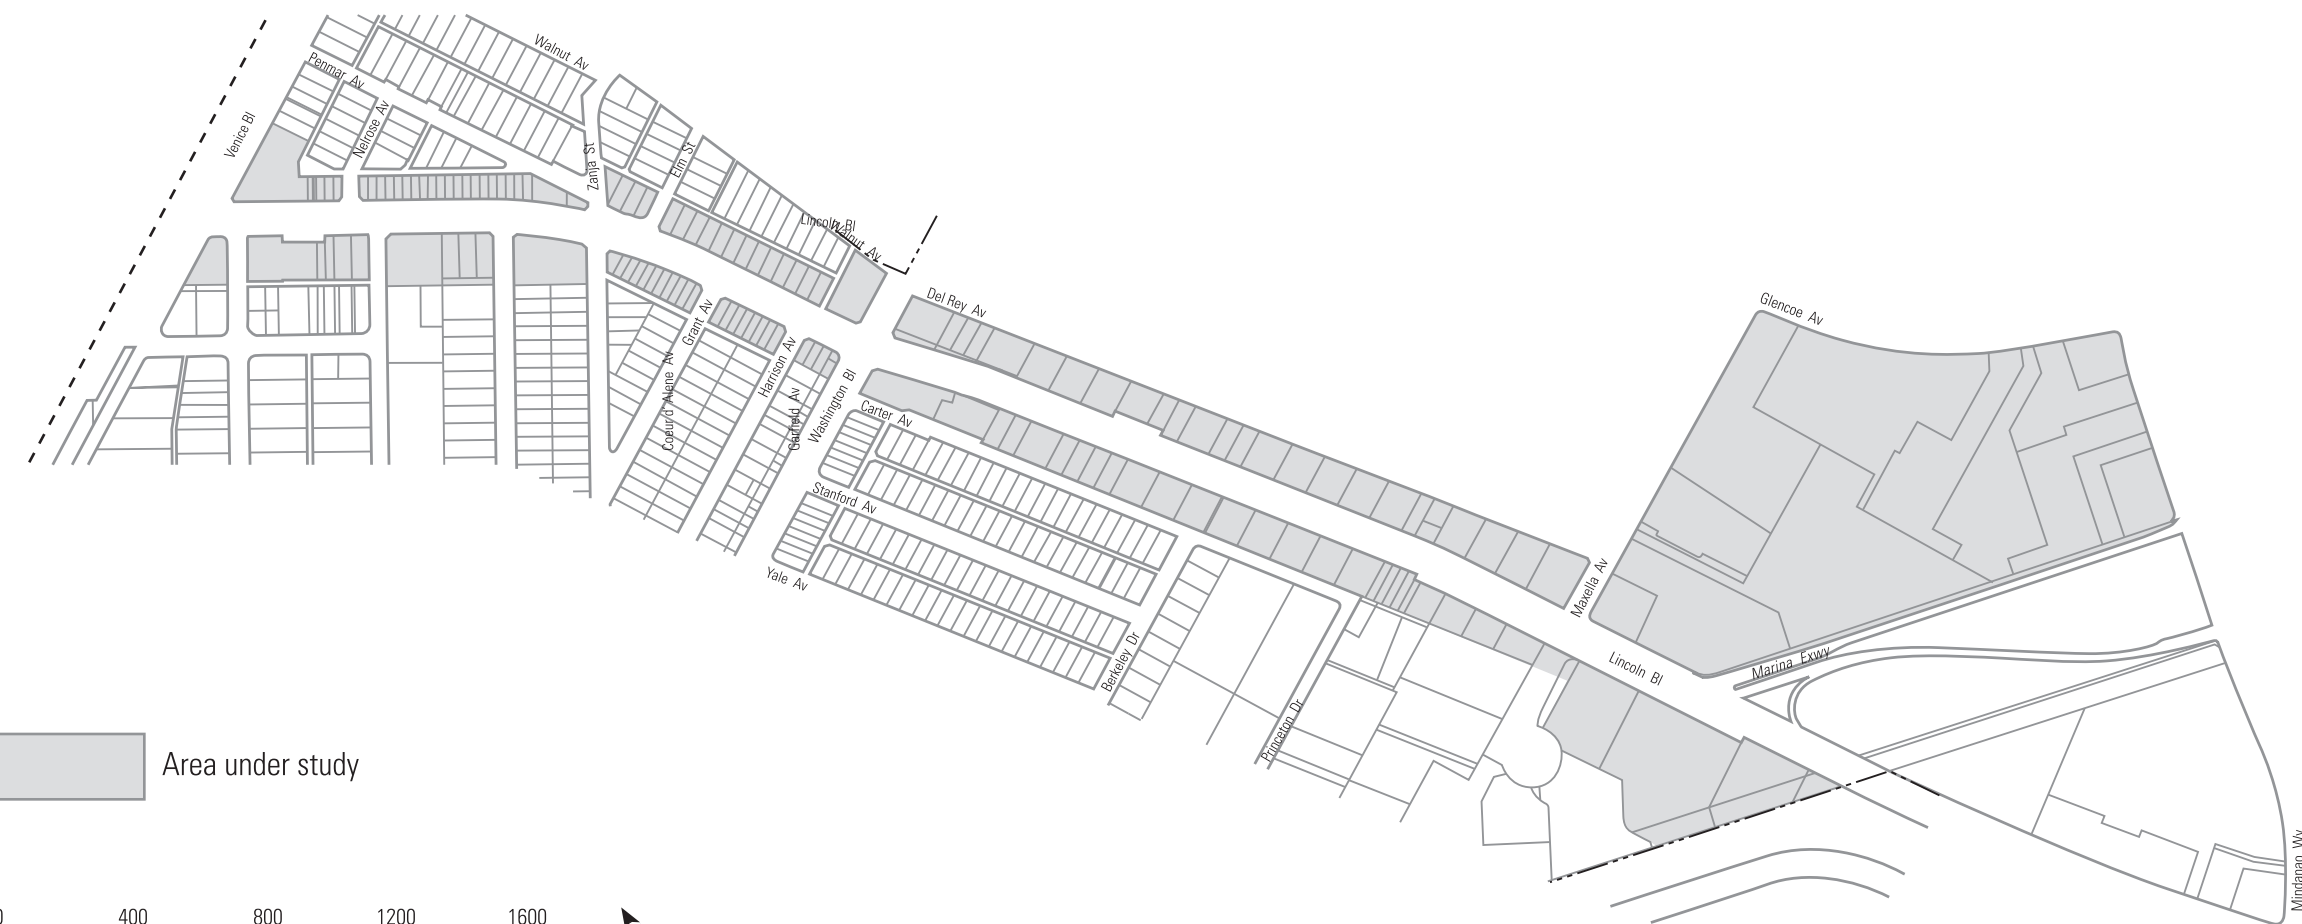 Walnut Av
Penmar Av
Nelrose Av
Venice Bl
Zanja St
Elm St
Lincoln Bl
Walnut Av
Del Rey Av
Glencoe Av
Grant Av
Harrison Av
Coeur d'Alene Av
Garfield Av
Washington Bl
Carter Av
Stanford Av
Yale Av
Maxella Av
Berkeley Dr
Lincoln Bl
Marina Exwy
Princeton Dr
Area under study
Mindanao Wy
0 400 800 1200 1600